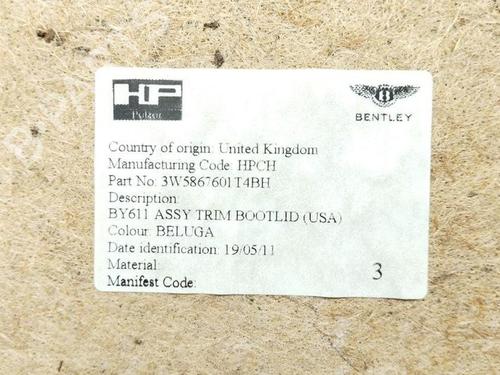 HP
Pelzer
BENTLEY
Country of origin: United Kingdom
Manufacturing Code: HPCH
Part No: 3W5867601T4BH
Description:
BY611 ASSY TRIM BOOTLID (USA)
Colour: BELUGA
Date identification: 19/05/11
Material:
3
Manifest Code: